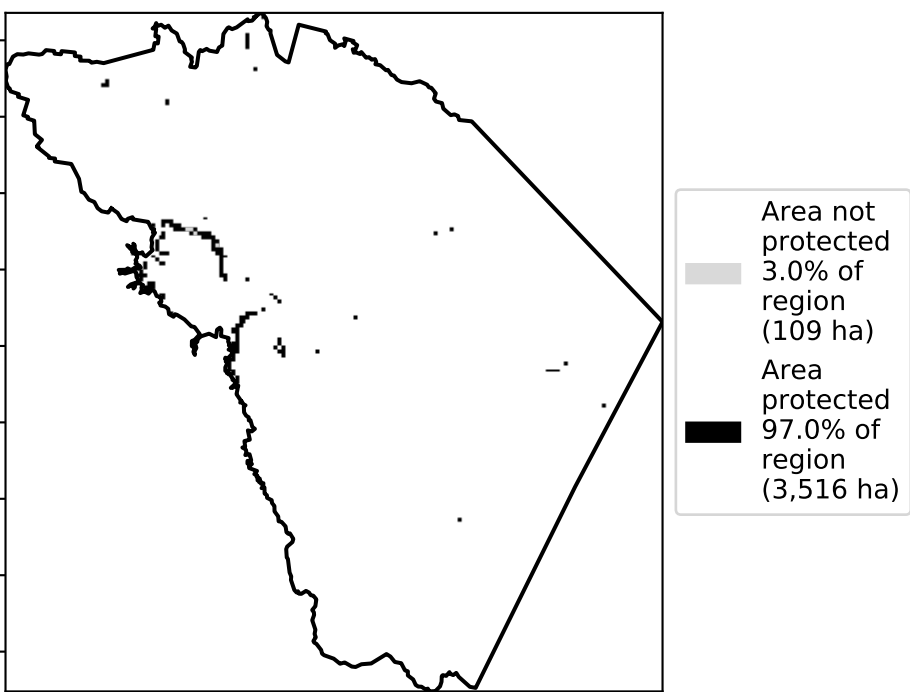 Area not
protected
3.0% of
region
(109 ha)
Area
protected
97.0% of
region
(3,516 ha)